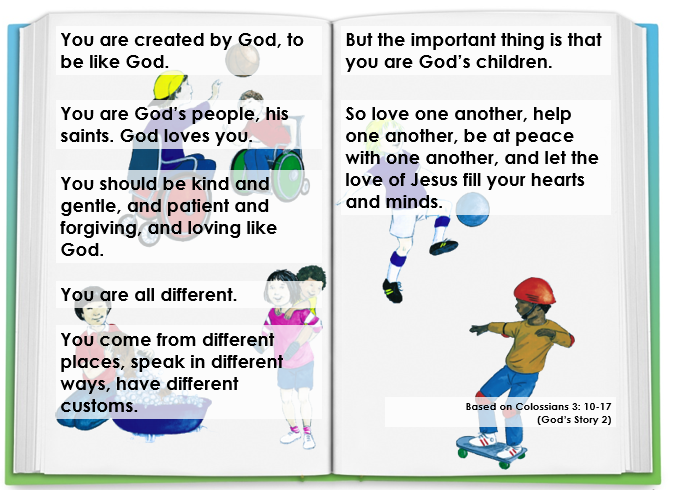 You are created by God, to
be like God.
You are God's people, his
saints. God loves you.
You should be kind and
gentle, and patient and
forgiving, and loving like
God.
You are all different.
You come from different
places, speak in different
ways, have different
customs.
But the important thing is that
you are God's children.
So love one another, help
one another, be at peace
with one another, and let the
love of Jesus fill your hearts
and minds.
Based on Colossians 3: 10-17
(God's Story 2)